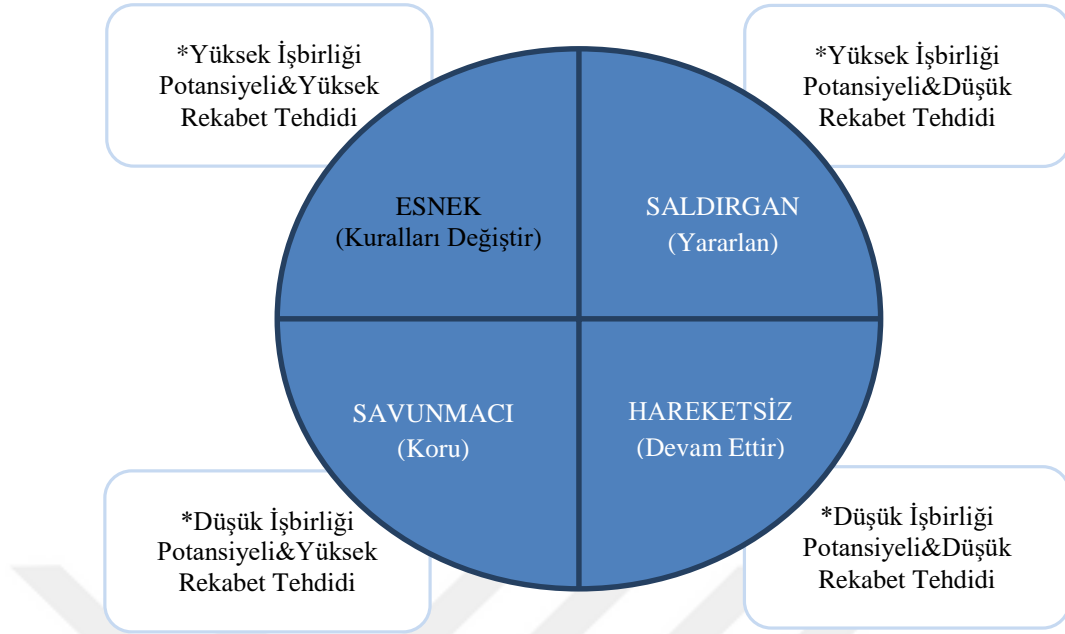 *Yüksek İşbirliği
Potansiyeli&Yüksek
Rekabet Tehdidi
*Yüksek İşbirliği
Potansiyeli&Düşük
Rekabet Tehdidi
ESNEK
(Kuralları Değiştir)
SALDIRGAN
(Yararlan)
SAVUNMACI
(Koru)
HAREKETSİZ
(Devam Ettir)
*Düşük İşbirliği
Potansiyeli&Yüksek
Rekabet Tehdidi
*Düşük İşbirliği
Potansiyeli&Düşük
Rekabet Tehdidi